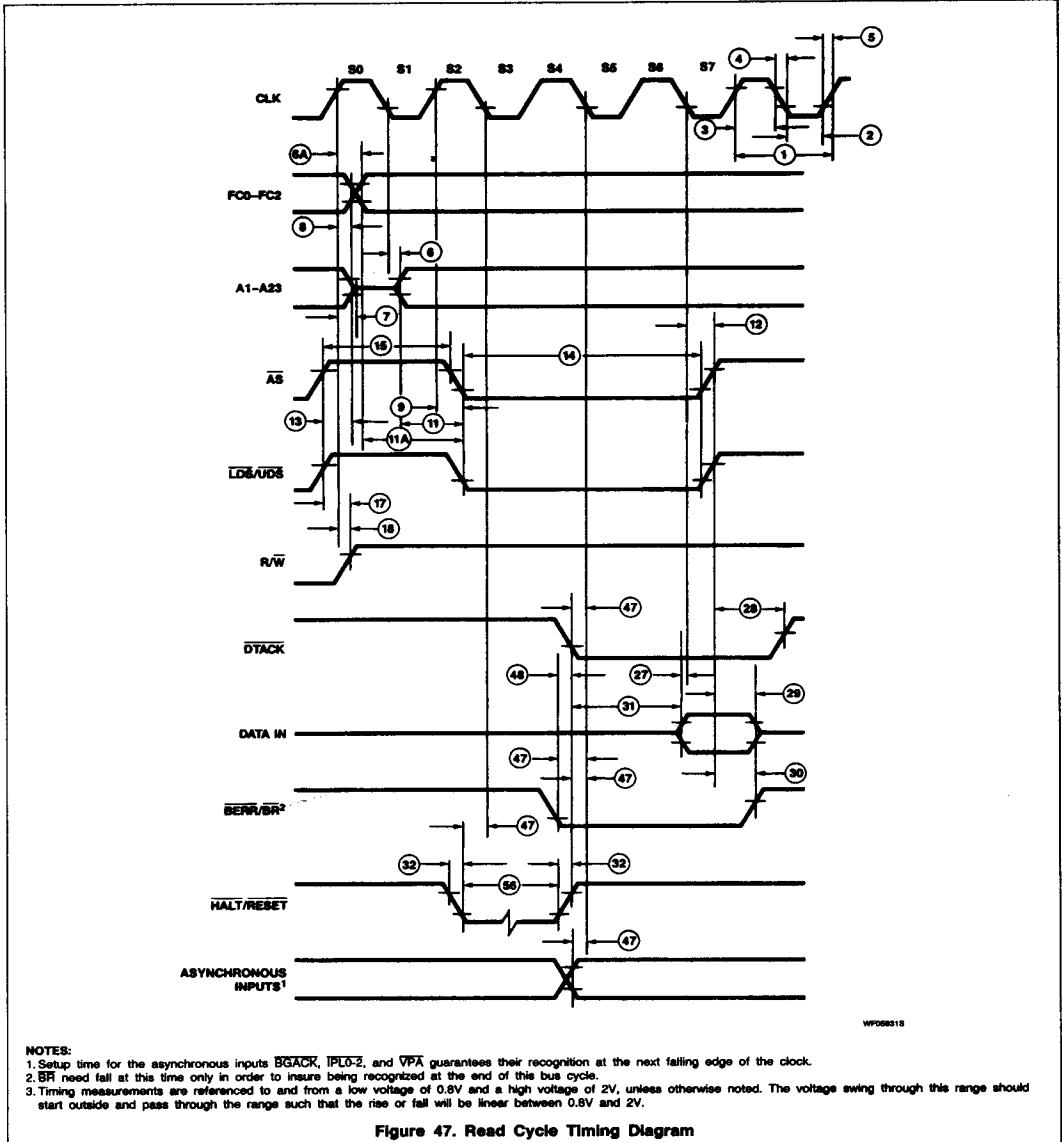 5
4
S0 S1 S2 S3 S4 S5 S6 S7
CLK
3
2
1
6A
FC0–FC2
8
6
A1–A23
7
12
15
14
AS
9
13
11
11A
LDS/UDS
17
18
R/W
47
28
DTACK
48
27
29
31
DATA IN
47
47
30
BERR/BR2
47
32
32
56
HALT/RESET
47
ASYNCHRONOUS
INPUTS1
WF05931S
NOTES:
1. Setup time for the asynchronous inputs BGACK, IPL0-2, and VPA guarantees their recognition at the next falling edge of the clock.
2. BR need fall at this time only in order to insure being recognized at the end of this bus cycle.
3. Timing measurements are referenced to and from a low voltage of 0.8V and a high voltage of 2V, unless otherwise noted. The voltage swing through this range should
start outside and pass through the range such that the rise or fall will be linear between 0.8V and 2V.
Figure 47. Read Cycle Timing Diagram